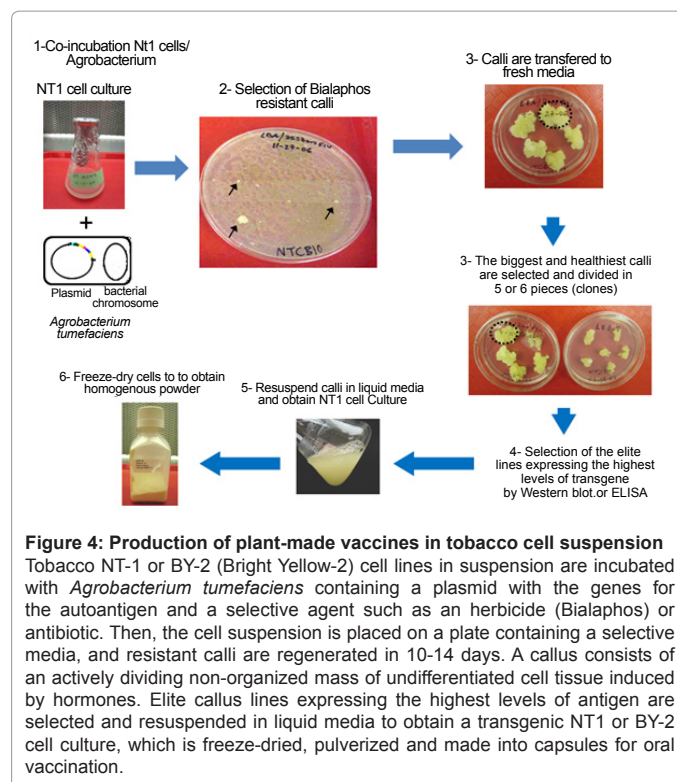 1-Co-incubation Nt1 cells/
Agrobacterium
NT1 cell culture
+
Plasmid
bacterial
chromosome
Agrobacterium
tumefaciens
2- Selection of Bialaphos
resistant calli
11-29-06
NTCB10
3- Calli are transfered to
fresh media
3- The biggest and healthiest calli
are selected and divided in
5 or 6 pieces (clones)
4- Selection of the elite
lines expressing the highest
levels of transgene
by Western blot.or ELISA
5- Resuspend calli in liquid media
and obtain NT1 cell Culture
6- Freeze-dry cells to to obtain
homogenous powder
Figure 4: Production of plant-made vaccines in tobacco cell suspension
Tobacco NT-1 or BY-2 (Bright Yellow-2) cell lines in suspension are incubated
with Agrobacterium tumefaciens containing a plasmid with the genes for
the autoantigen and a selective agent such as an herbicide (Bialaphos) or
antibiotic. Then, the cell suspension is placed on a plate containing a selective
media, and resistant calli are regenerated in 10-14 days. A callus consists of
an actively dividing non-organized mass of undifferentiated cell tissue induced
by hormones. Elite callus lines expressing the highest levels of antigen are
selected and resuspended in liquid media to obtain a transgenic NT1 or BY-2
cell culture, which is freeze-dried, pulverized and made into capsules for oral
vaccination.